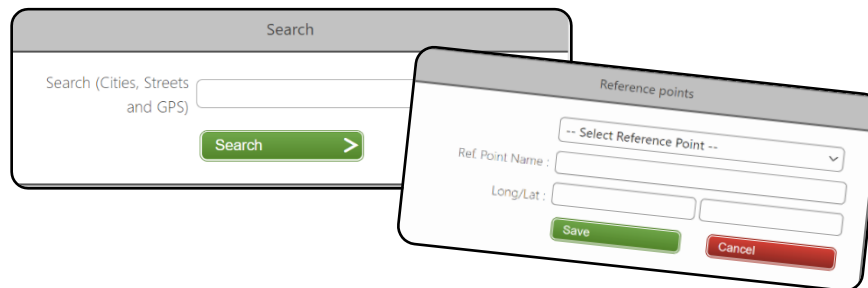 Search
Search (Cities, Streets
and GPS)
Search
Reference points
-- Select Reference Point --
Ref. Point Name :
Long/Lat :
Save
Cancel